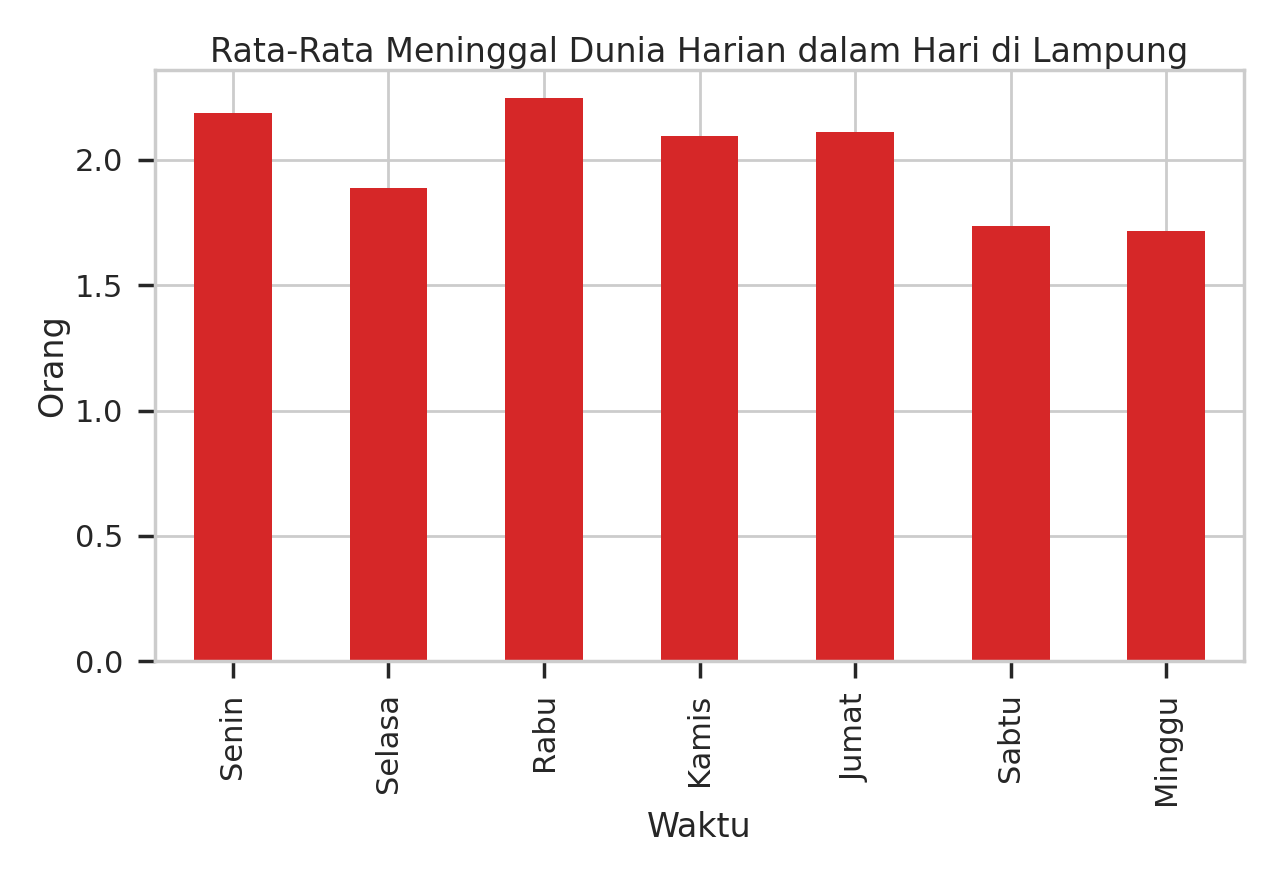 Rata-Rata Meninggal Dunia Harian dalam Hari di Lampung
2.0
1.5
1.0
0.5
0.0
Orang
Senin
Selasa
Rabu
Kamis
Jumat
Sabtu
Minggu
Waktu